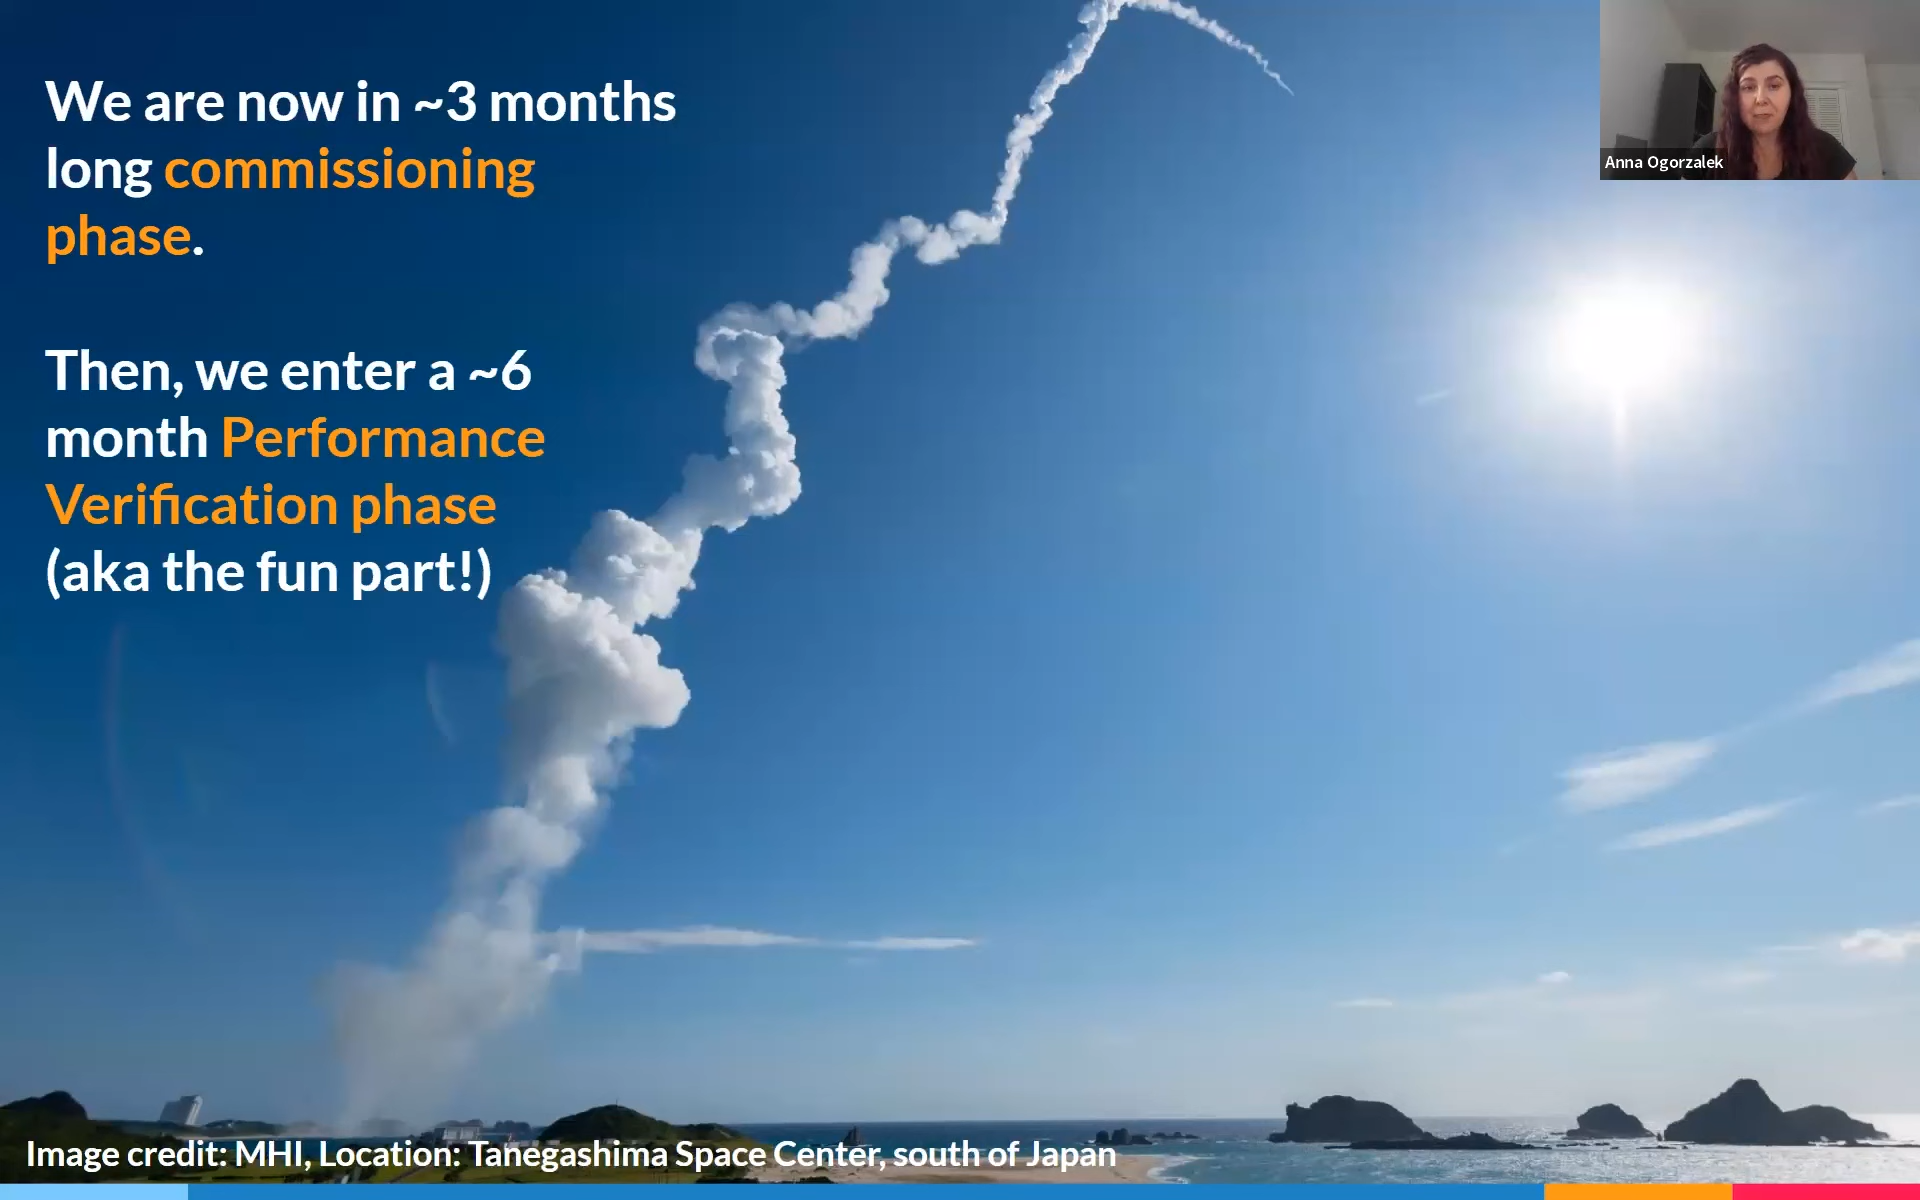 We are now in ~3 months
long commissioning
phase.
Then, we enter a ~6
month Performance
Verification phase
(aka the fun part!)
Anna Ogorzalek
Image credit: MHI, Location: Tanegashima Space Center, south of Japan